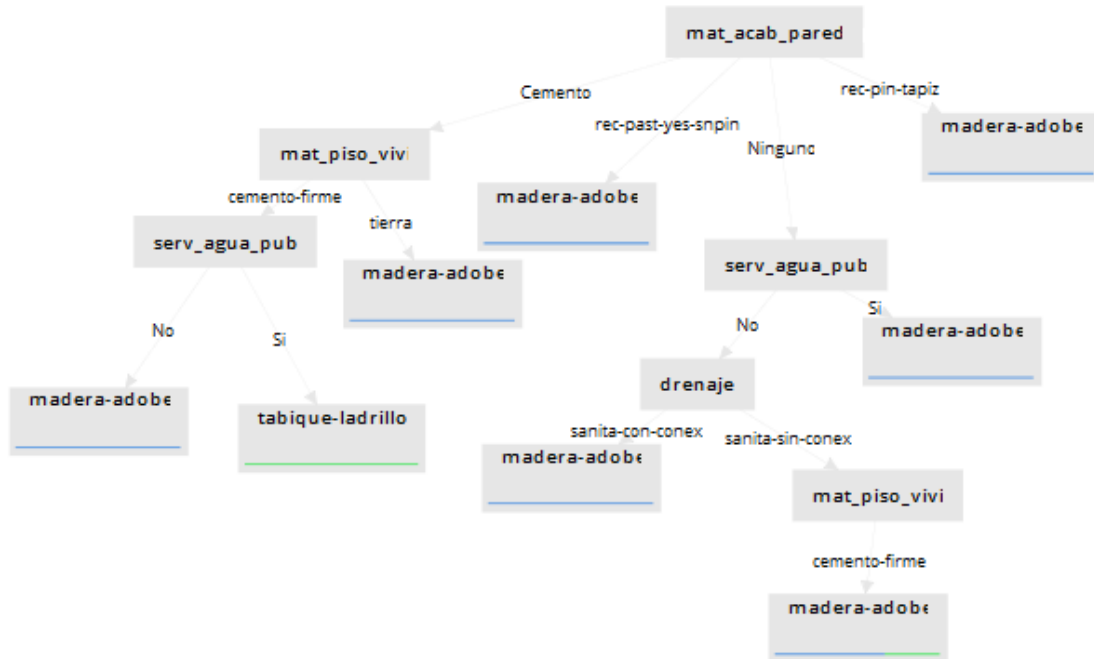 mat_acab_pared
Cemento
rec-past-yes-snpin
Ninguno
rec-pin-tapiz
mat_piso_vivi
madera-adobe
madera-adobe
cemento-firme
tierra
serv_agua_pub
madera-adobe
serv_agua_pub
No
Si
No
Si
madera-adobe
madera-adobe
tabique-ladrillo
drenaje
sanita-con-conex
sanita-sin-conex
madera-adobe
mat_piso_vivi
cemento-firme
madera-adobe